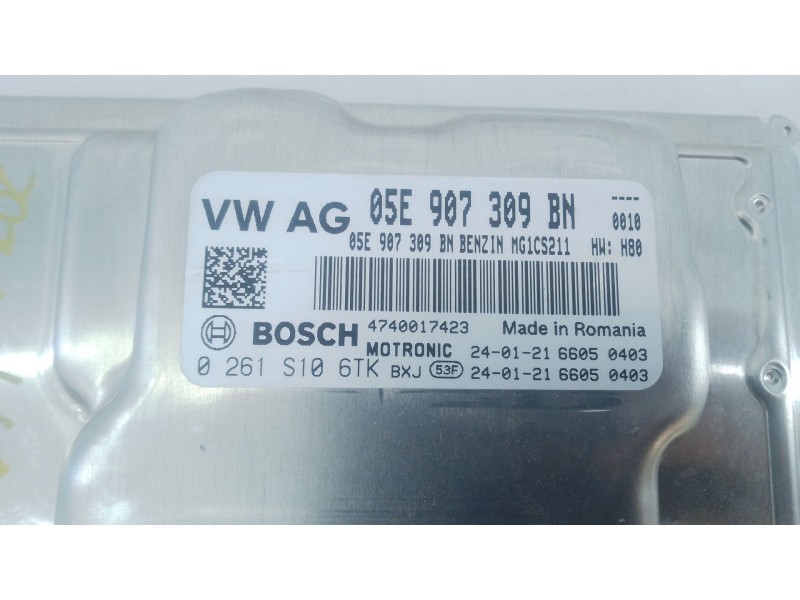 VW AG 05E 907 309 BN ----
0010
05E 907 309 BN BENZIN MG1CS211 HW: H80
BOSCH 4740017423 Made in Romania
MOTRONIC 24-01-21 6605 0403
0 261 S10 6TK BXJ 53F 24-01-21 6605 0403